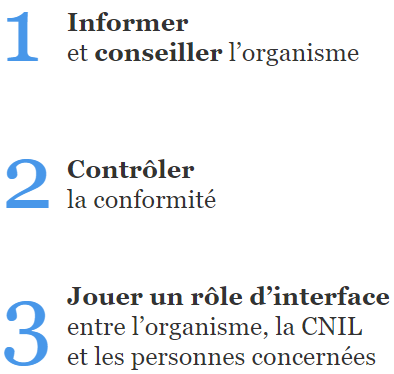 1 Informer
et conseiller l’organisme
2 Contrôler
la conformité
3 Jouer un rôle d’interface
entre l’organisme, la CNIL
et les personnes concernées